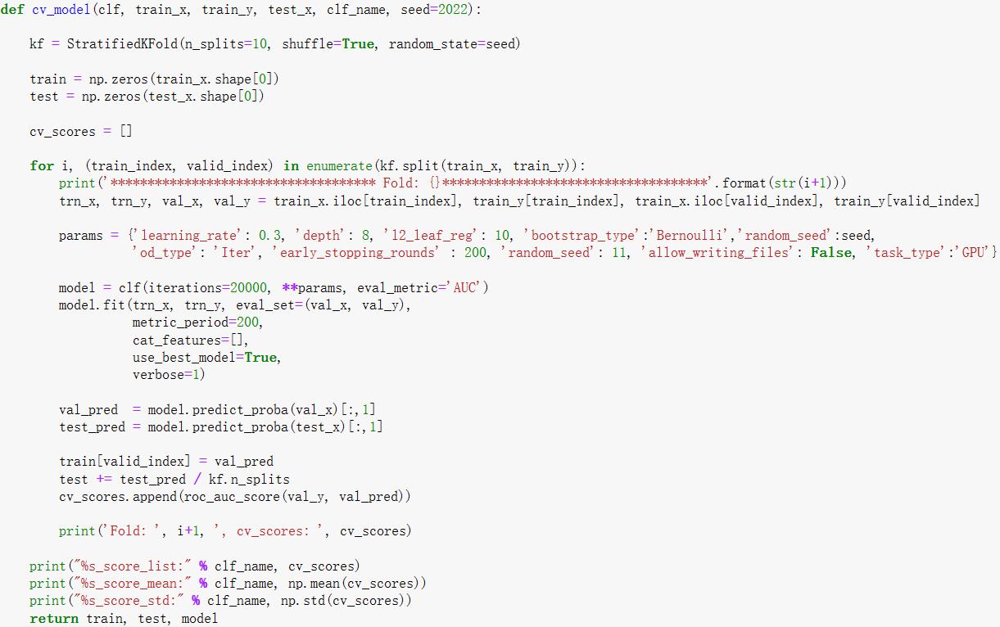 def cv_model(clf, train_x, train_y, test_x, clf_name, seed=2022):
kf = StratifiedKFold(n_splits=10, shuffle=True, random_state=seed)
train = np.zeros(train_x.shape[0])
test = np.zeros(test_x.shape[0])
cv_scores = []
for i, (train_index, valid_index) in enumerate(kf.split(train_x, train_y)):
print('************************************ Fold: {}************************************'.format(str(i+1)))
trn_x, trn_y, val_x, val_y = train_x.iloc[train_index], train_y[train_index], train_x.iloc[valid_index], train_y[valid_index]
params = {'learning_rate': 0.3, 'depth': 8, 'l2_leaf_reg': 10, 'bootstrap_type':'Bernoulli','random_seed':seed,
'od_type': 'Iter', 'early_stopping_rounds' : 200, 'random_seed': 11, 'allow_writing_files': False, 'task_type':'GPU'}
model = clf(iterations=20000, **params, eval_metric='AUC')
model.fit(trn_x, trn_y, eval_set=(val_x, val_y),
metric_period=200,
cat_features=[],
use_best_model=True,
verbose=1)
val_pred  = model.predict_proba(val_x)[:,1]
test_pred = model.predict_proba(test_x)[:,1]
train[valid_index] = val_pred
test += test_pred / kf.n_splits
cv_scores.append(roc_auc_score(val_y, val_pred))
print('Fold: ', i+1, ', cv_scores: ', cv_scores)
print("%s_score_list:" % clf_name, cv_scores)
print("%s_score_mean:" % clf_name, np.mean(cv_scores))
print("%s_score_std:" % clf_name, np.std(cv_scores))
return train, test, model